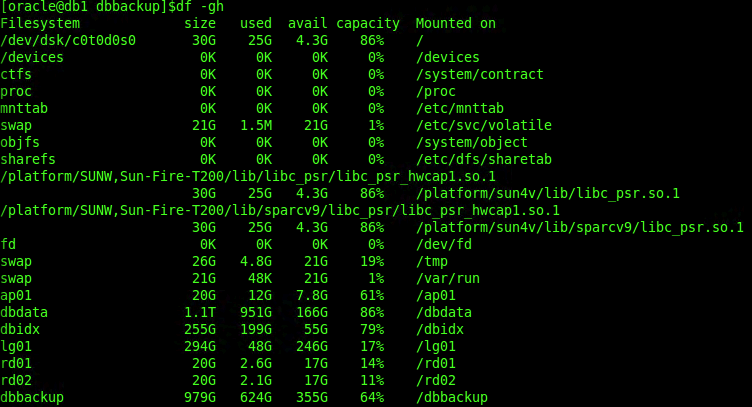 [oracle@db1 dbbackup]$df -gh
Filesystem size used avail capacity Mounted on
/dev/dsk/c0t0d0s0 30G 25G 4.3G 86% /
/devices 0K 0K 0K 0% /devices
ctfs 0K 0K 0K 0% /system/contract
proc 0K 0K 0K 0% /proc
mnttab 0K 0K 0K 0% /etc/mnttab
swap 21G 1.5M 21G 1% /etc/svc/volatile
objfs 0K 0K 0K 0% /system/object
sharefs 0K 0K 0K 0% /etc/dfs/sharetab
/platform/SUNW,Sun-Fire-T200/lib/libc_psr/libc_psr_hwcap1.so.1
30G 25G 4.3G 86% /platform/sun4v/lib/libc_psr.so.1
/platform/SUNW,Sun-Fire-T200/lib/sparcv9/libc_psr/libc_psr_hwcap1.so.1
30G 25G 4.3G 86% /platform/sun4v/lib/sparcv9/libc_psr.so.1
fd 0K 0K 0K 0% /dev/fd
swap 26G 4.8G 21G 19% /tmp
swap 21G 48K 21G 1% /var/run
ap01 20G 12G 7.8G 61% /ap01
dbdata 1.1T 951G 166G 86% /dbdata
dbidx 255G 199G 55G 79% /dbidx
lg01 294G 48G 246G 17% /lg01
rd01 20G 2.6G 17G 14% /rd01
rd02 20G 2.1G 17G 11% /rd02
dbbackup 979G 624G 355G 64% /dbbackup